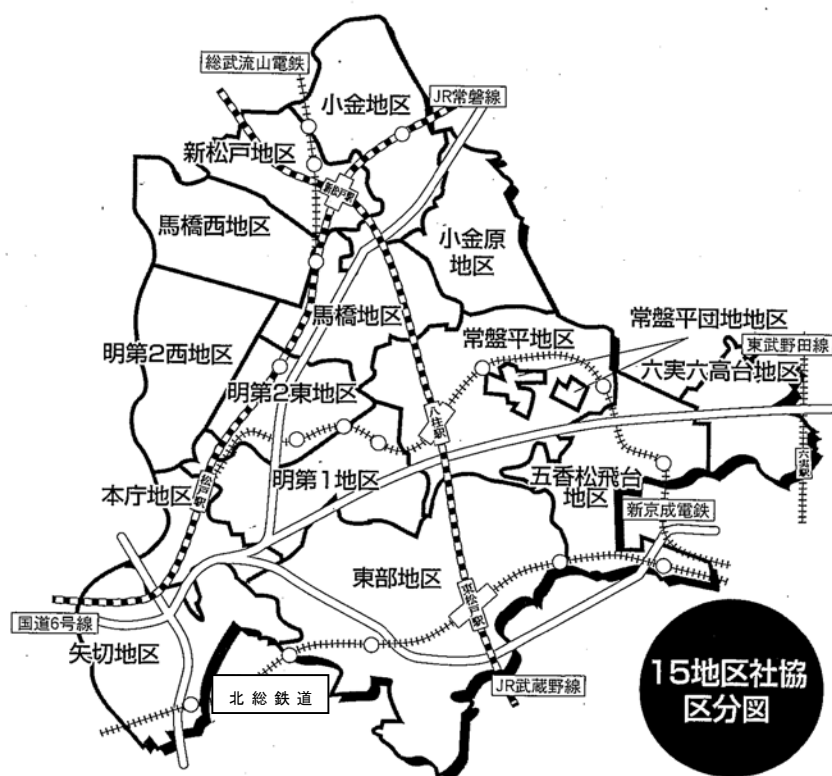 総武流山電鉄
小金地区
JR常磐線
新松戸地区
新松戸駅
馬橋西地区
小金原
地区
馬橋地区
常盤平団地地区
常盤平地区
東武野田線
明第2西地区
六実六高台地区
明第2東地区
八柱駅
六実駅
五香松飛台
地区
本庁地区
松戸駅
明第1地区
新京成電鉄
東部地区
東松戸駅
国道6号線
矢切地区
北総鉄道
JR武蔵野線
15地区社協
区分図